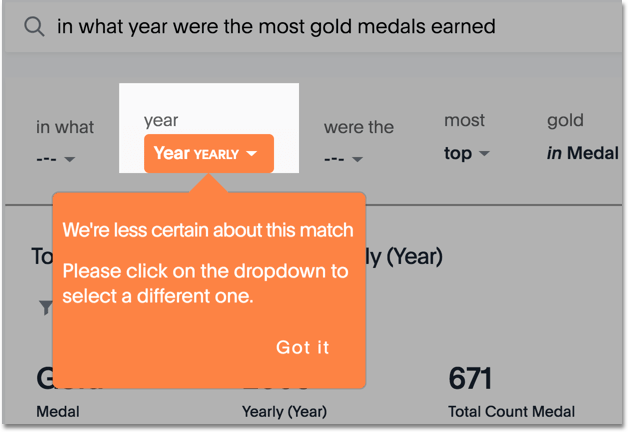 in what year were the most gold medals earned
in what year were the most gold
--- Year YEARLY --- top in Medal
We're less certain about this match
Please click on the dropdown to
select a different one.
Got it
ly (Year)
671
Medal Yearly (Year) Total Count Medal